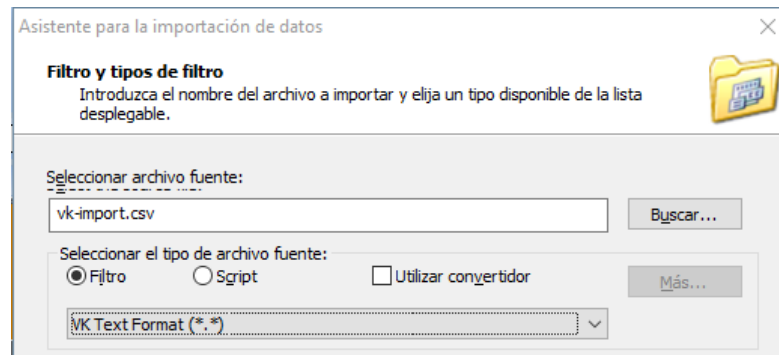 Asistente para la importación de datos
Filtro y tipos de filtro
Introduzca el nombre del archivo a importar y elija un tipo disponible de la lista
desplegable.
Seleccionar archivo fuente:
vk-import.csv
Buscar...
Seleccionar el tipo de archivo fuente:
Filtro Script Utilizar convertidor Más...
VK Text Format (*.*)